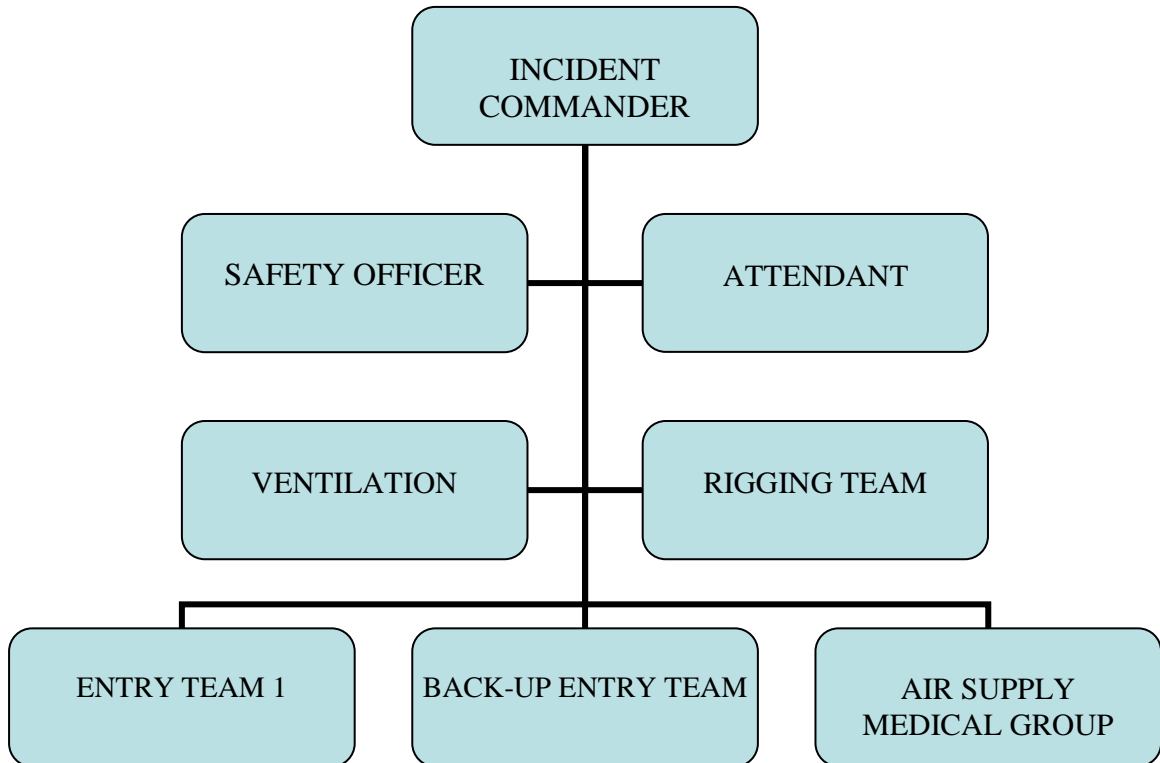 INCIDENT
COMMANDER
SAFETY OFFICER
ATTENDANT
VENTILATION
RIGGING TEAM
ENTRY TEAM 1
BACK-UP ENTRY TEAM
AIR SUPPLY
MEDICAL GROUP